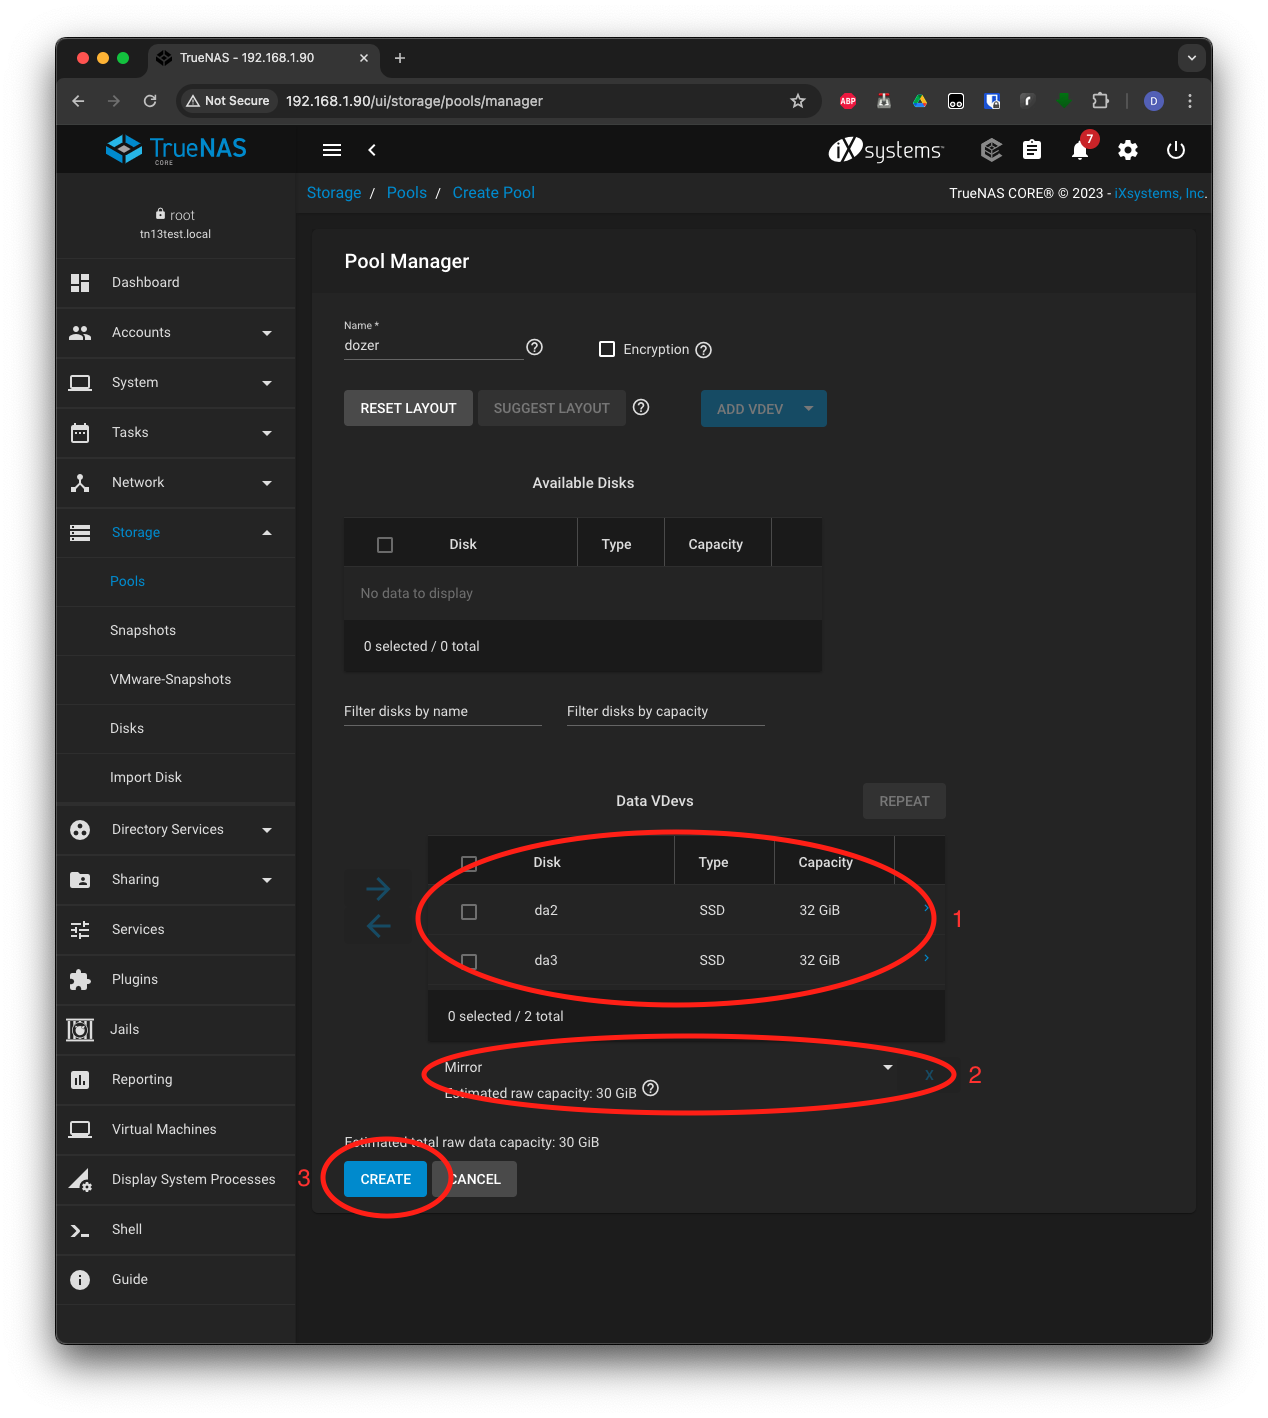 TrueNAS - 192.168.1.90
Not Secure 192.168.1.90/ui/storage/pools/manager
ABP
D
TrueNAS
CORE
iXsystems
7
root
tn13test.local
Storage / Pools / Create Pool
TrueNAS CORE® © 2023 - iXsystems, Inc.
Dashboard
Accounts
System
Tasks
Network
Storage
Pools
Snapshots
VMware-Snapshots
Disks
Import Disk
Directory Services
Sharing
Services
Plugins
Jails
Reporting
Virtual Machines
Display System Processes
Shell
Guide
Pool Manager
Name *
dozer
Encryption
RESET LAYOUT
SUGGEST LAYOUT
ADD VDEV
Available Disks
Disk Type Capacity
No data to display
0 selected / 0 total
Filter disks by name
Filter disks by capacity
Data VDevs
REPEAT
Disk Type Capacity
da2 SSD 32 GiB
da3 SSD 32 GiB
1
0 selected / 2 total
Mirror
X
2
Estimated raw capacity: 30 GiB
Estimated total raw data capacity: 30 GiB
3
CREATE
CANCEL